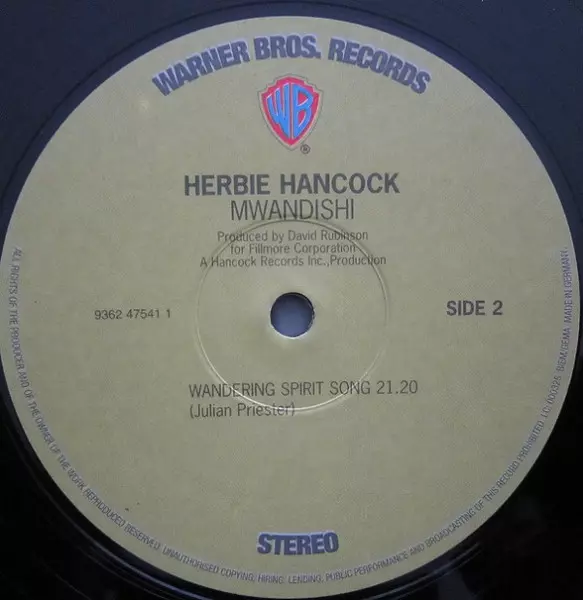 WARNER BROS. RECORDS
WB
®
HERBIE HANCOCK
MWANDISHI
Produced by David Rubinson
for Fillmore Corporation
A Hancock Records Inc.,Production
9362 47541 1
SIDE 2
WANDERING SPIRIT SONG 21.20
(Julian Priester)
STEREO
ALL RIGHTS OF THE PRODUCER AND OF THE OWNER OF THE WORK REPRODUCED RESERVED. UNAUTHORISED COPYING, HIRING, LENDING, PUBLIC PERFORMANCE AND BROADCASTING OF THIS RECORD PROHIBITED. LC 000325. BIEM/GEMA. MADE IN GERMANY.